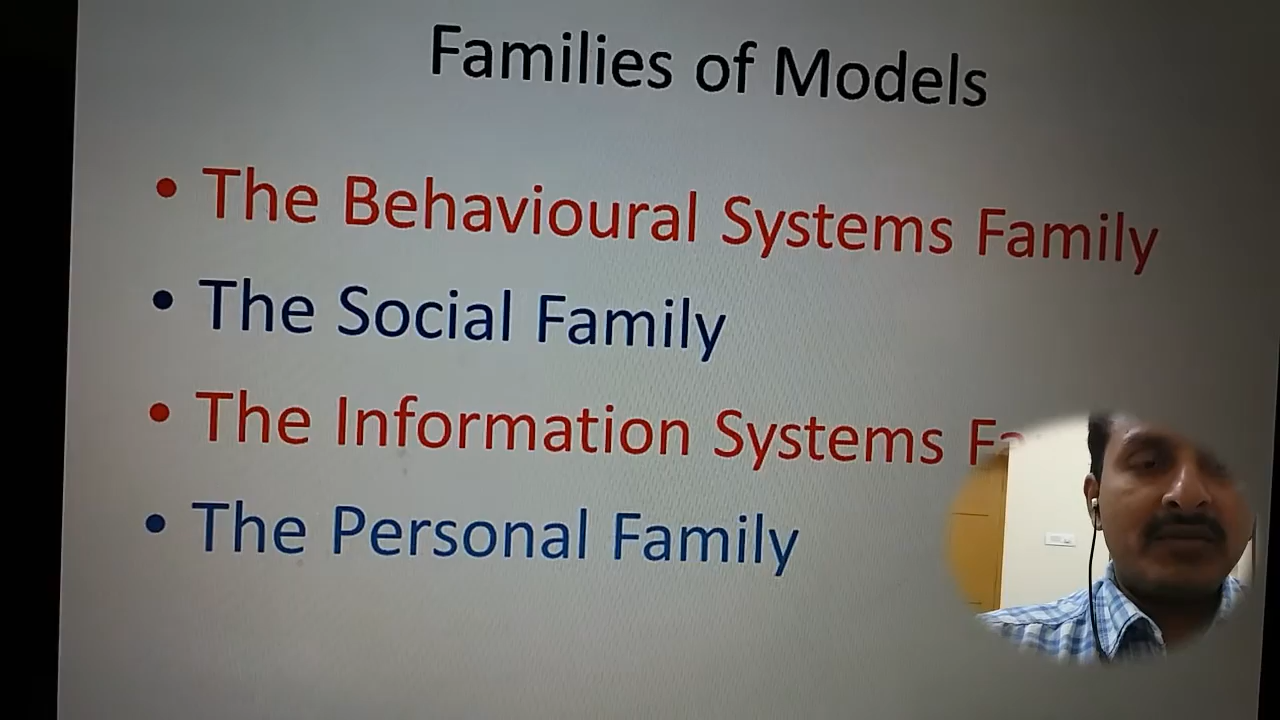 Families of Models
• The Behavioural Systems Family
• The Social Family
• The Information Systems
• The Personal Family